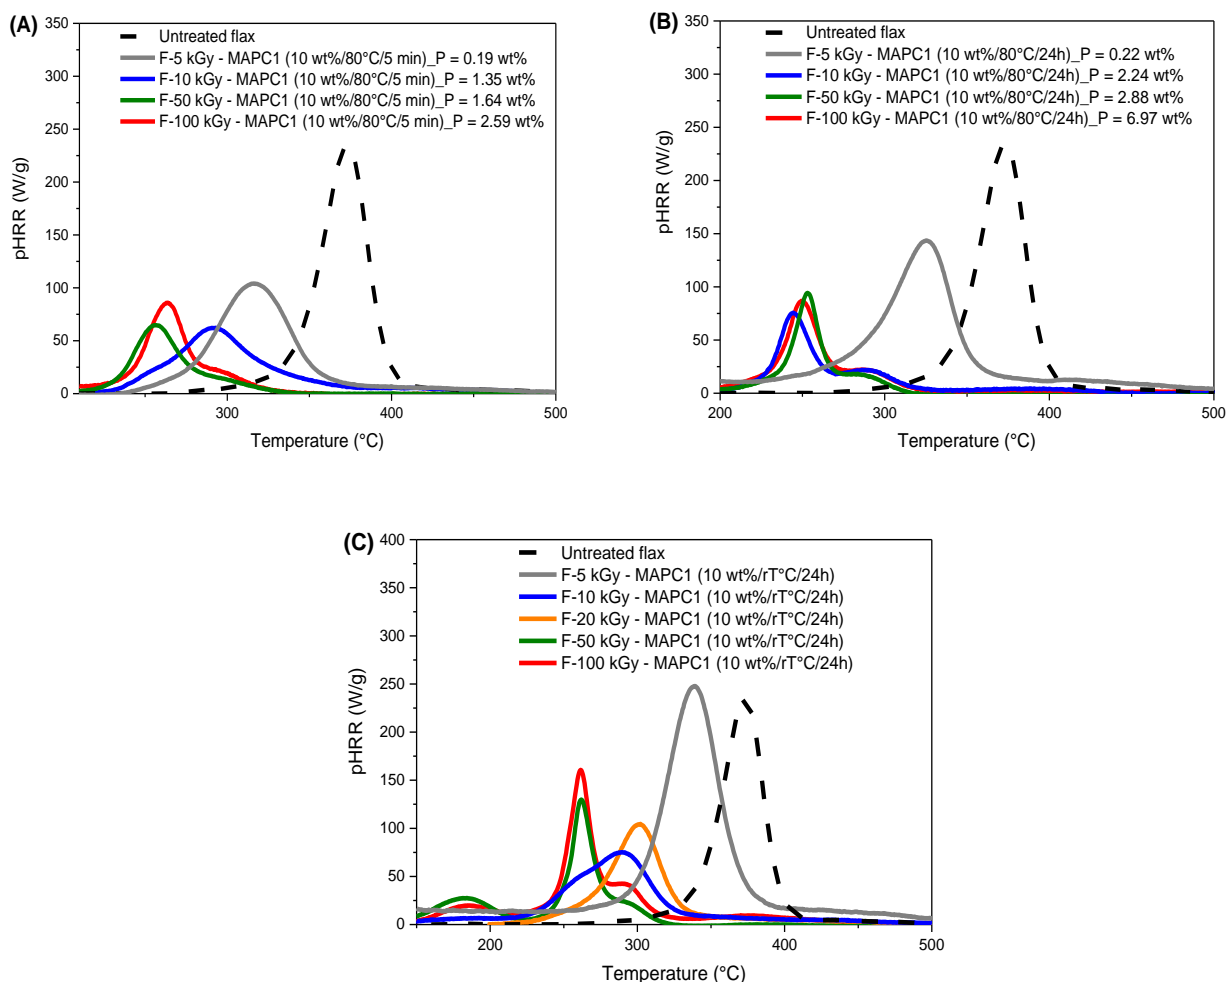 (A)
350
300
250
200
150
100
50
0
pHRR (W/g)
Untreated flax
F-5 kGy - MAPC1 (10 wt%/80°C/5 min)_P = 0.19 wt%
F-10 kGy - MAPC1 (10 wt%/80°C/5 min)_P = 1.35 wt%
F-50 kGy - MAPC1 (10 wt%/80°C/5 min)_P = 1.64 wt%
F-100 kGy - MAPC1 (10 wt%/80°C/5 min)_P = 2.59 wt%
300
400
500
Temperature (°C)
(B)
350
300
250
200
150
100
50
0
pHRR (W/g)
Untreated flax
F-5 kGy - MAPC1 (10 wt%/80°C/24h)_P = 0.22 wt%
F-10 kGy - MAPC1 (10 wt%/80°C/24h)_P = 2.24 wt%
F-50 kGy - MAPC1 (10 wt%/80°C/24h)_P = 2.88 wt%
F-100 kGy - MAPC1 (10 wt%/80°C/24h)_P = 6.97 wt%
200
300
400
500
Temperature (°C)
(C)
400
350
300
250
200
150
100
50
0
pHRR (W/g)
Untreated flax
F-5 kGy - MAPC1 (10 wt%/rT°C/24h)
F-10 kGy - MAPC1 (10 wt%/rT°C/24h)
F-20 kGy - MAPC1 (10 wt%/rT°C/24h)
F-50 kGy - MAPC1 (10 wt%/rT°C/24h)
F-100 kGy - MAPC1 (10 wt%/rT°C/24h)
200
300
400
500
Temperature (°C)